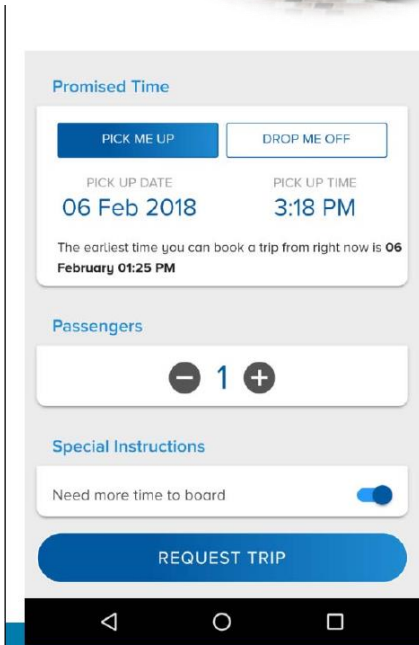 Promised Time
PICK ME UP DROP ME OFF
PICK UP DATE PICK UP TIME
06 Feb 2018 3:18 PM
The earliest time you can book a trip from right now is 06
February 01:25 PM
Passengers
1
Special Instructions
Need more time to board
REQUEST TRIP